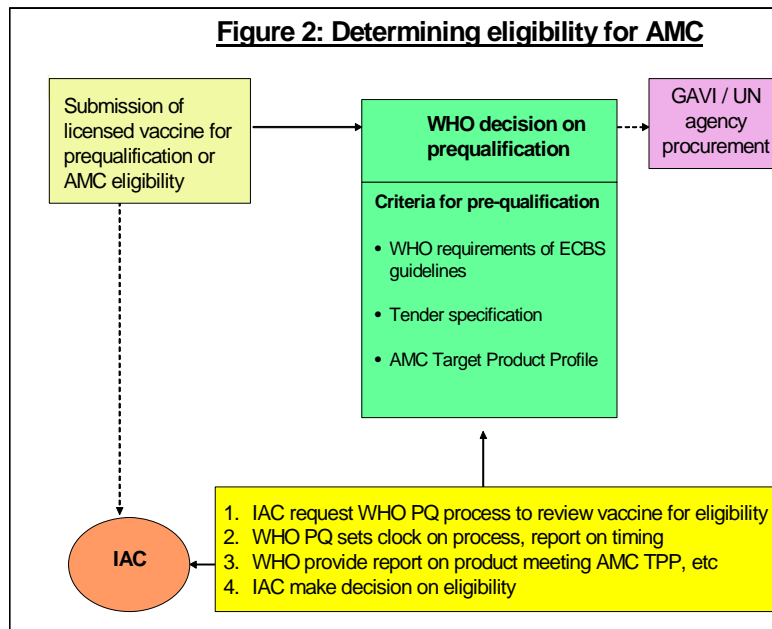 Figure 2: Determining eligibility for AMC
Submission of
licensed vaccine for
prequalification or
AMC eligibility
WHO decision on
prequalification
GAVI / UN
agency
procurement
Criteria for pre-qualification
• WHO requirements of ECBS
guidelines
• Tender specification
• AMC Target Product Profile
IAC
1. IAC request WHO PQ process to review vaccine for eligibility
2. WHO PQ sets clock on process, report on timing
3. WHO provide report on product meeting AMC TPP, etc
4. IAC make decision on eligibility